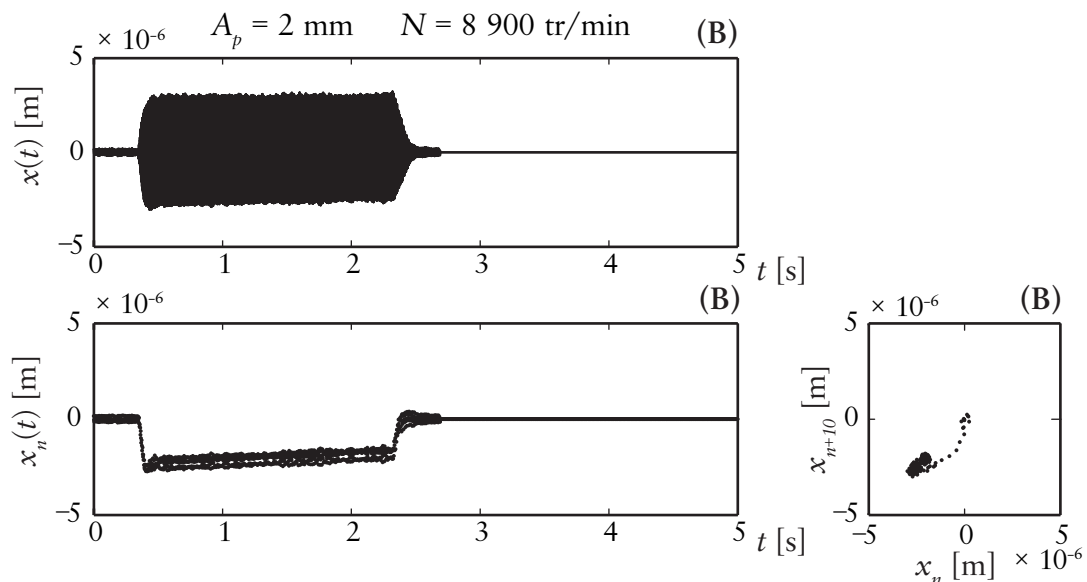 A_p = 2 mm N = 8 900 tr/min (B)
× 10⁻⁶
5
0
−5
x(t) [m]
0 1 2 3 4 5 t [s]
× 10⁻⁶ (B)
5
0
−5
x_n(t) [m]
0 1 2 3 4 5 t [s]
× 10⁻⁶ (B)
5
0
−5
x_{n+10} [m]
−5 0 5
x_n [m] × 10⁻⁶